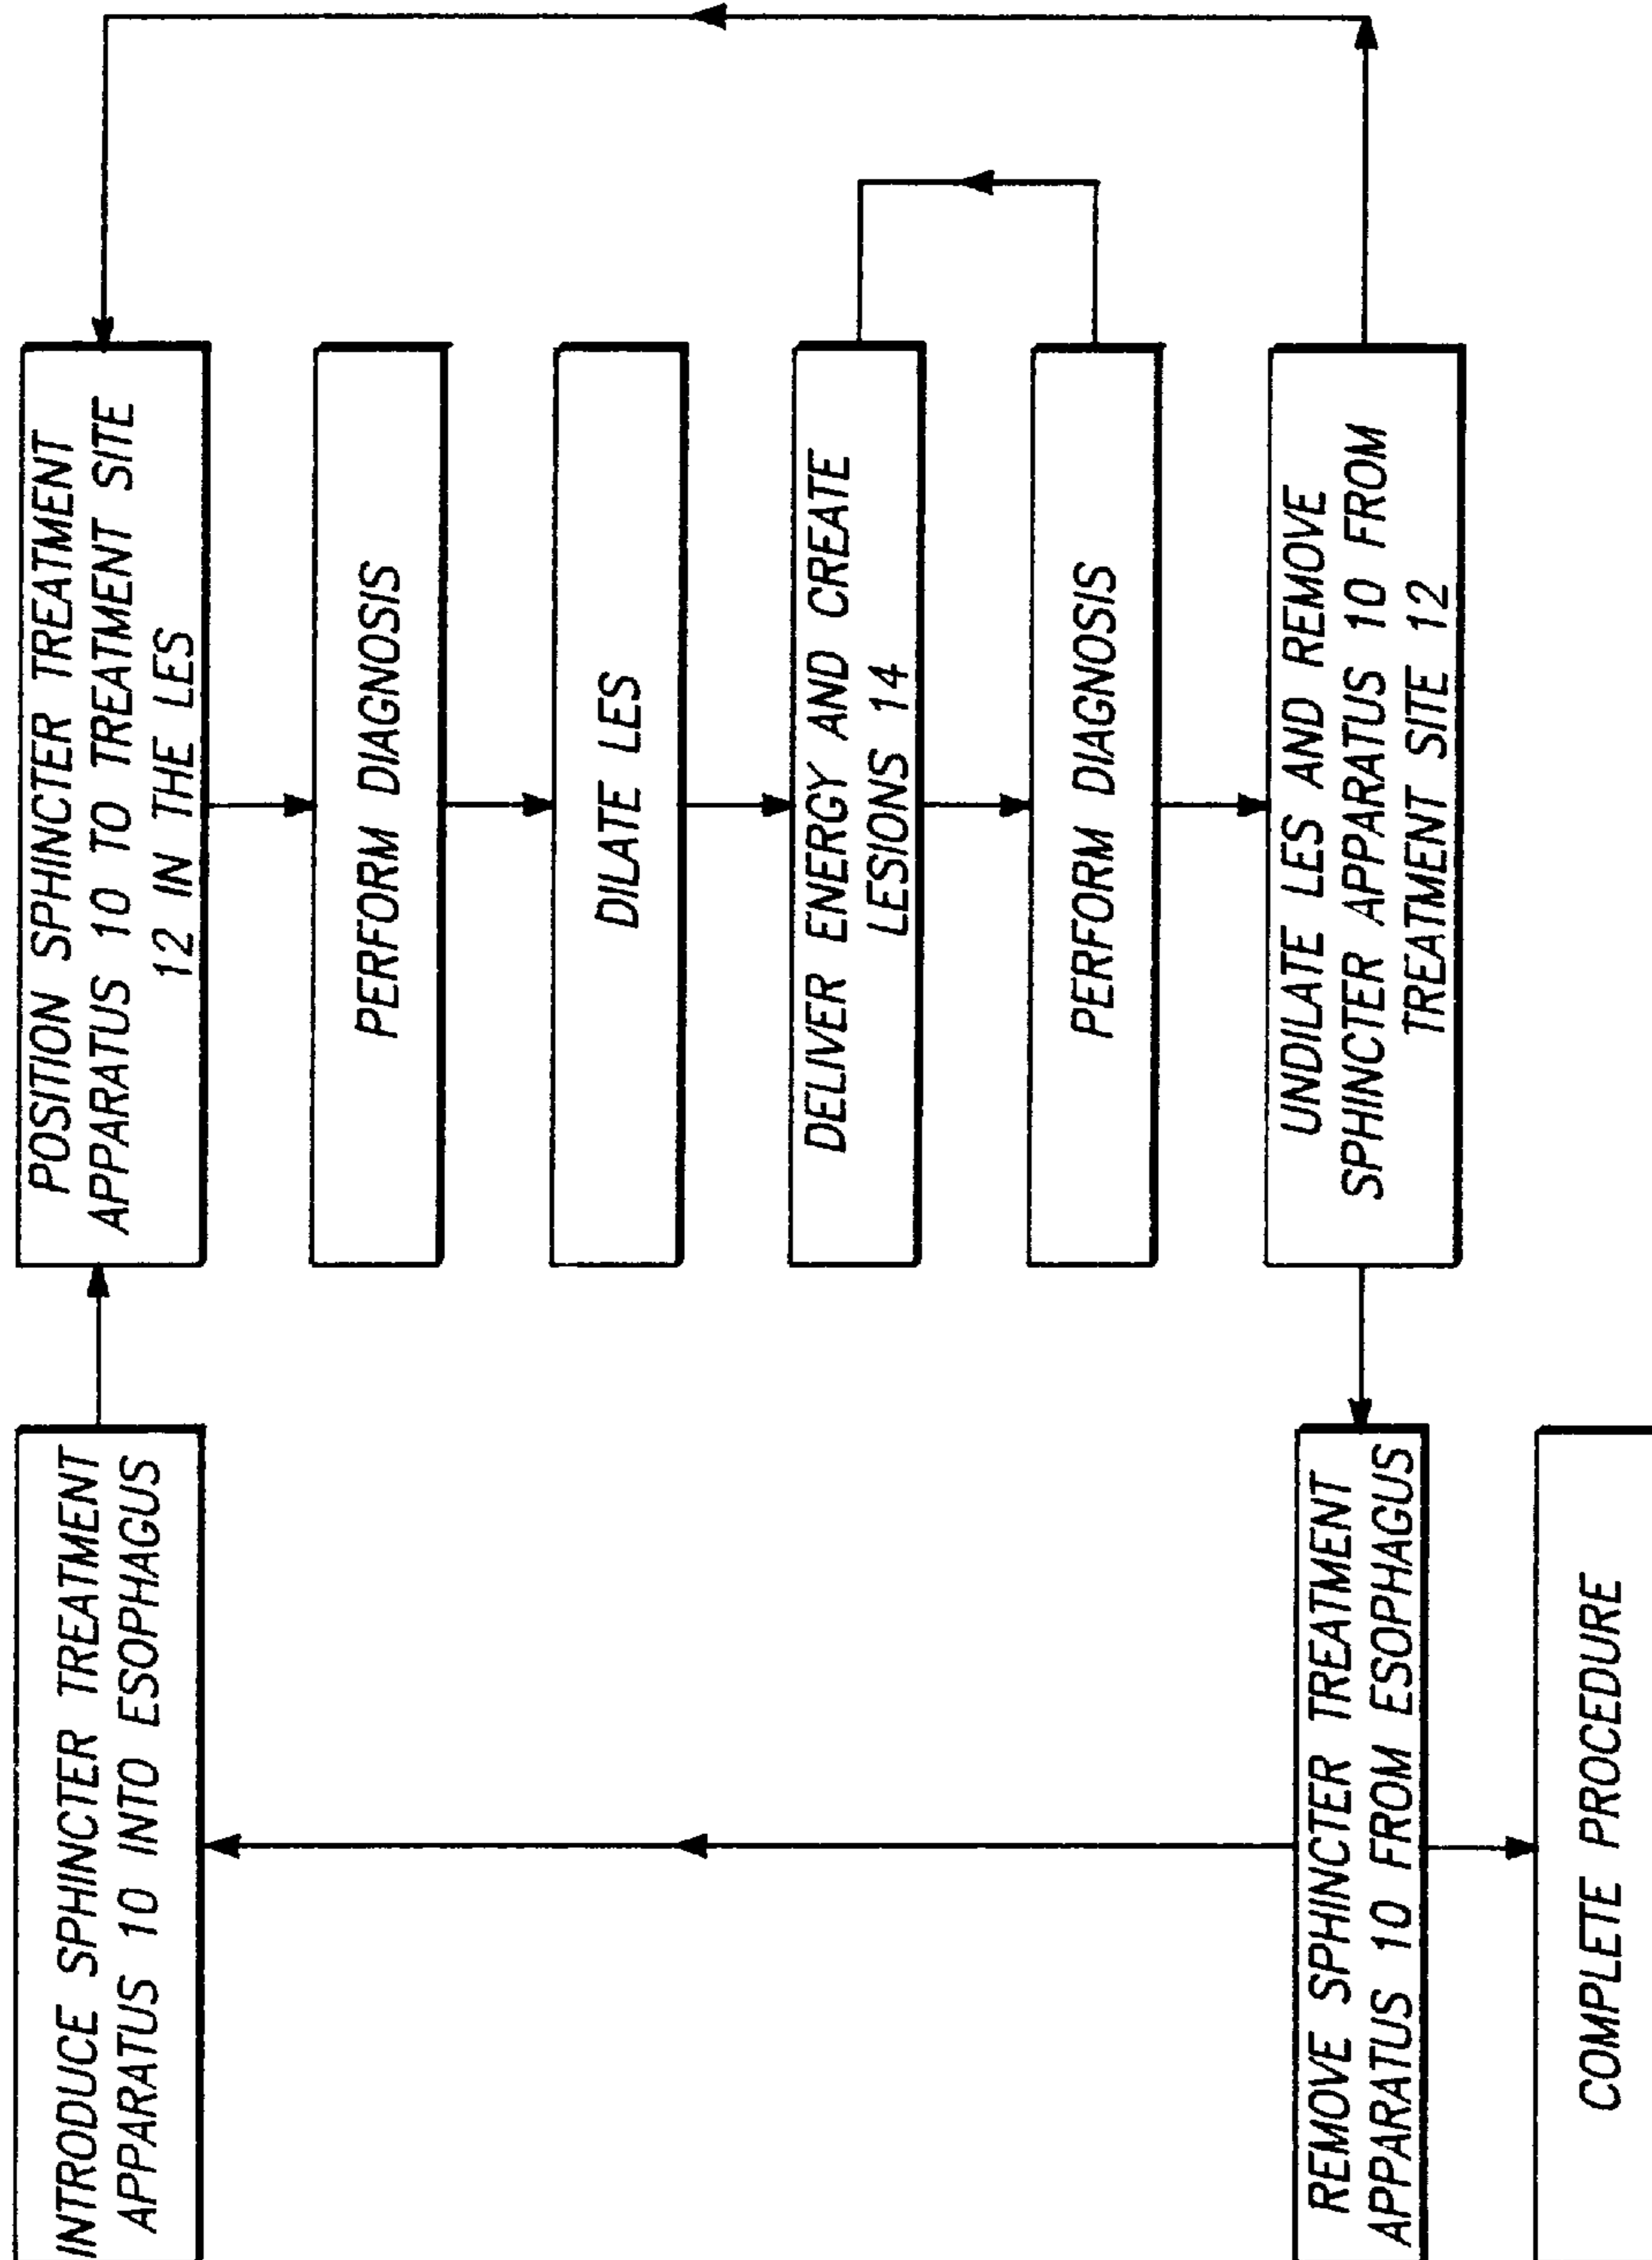 INTRODUCE SPHINCTER TREATMENT
APPARATUS 10 INTO ESOPHAGUS
POSITION SPHINCTER TREATMENT
APPARATUS 10 TO TREATMENT SITE
12 IN THE LES
PERFORM DIAGNOSIS
DILATE LES
DELIVER ENERGY AND CREATE
LESIONS 14
PERFORM DIAGNOSIS
UNDILATE LES AND REMOVE
SPHINCTER APPARATUS 10 FROM
TREATMENT SITE 12
REMOVE SPHINCTER TREATMENT
APPARATUS 10 FROM ESOPHAGUS
COMPLETE PROCEDURE